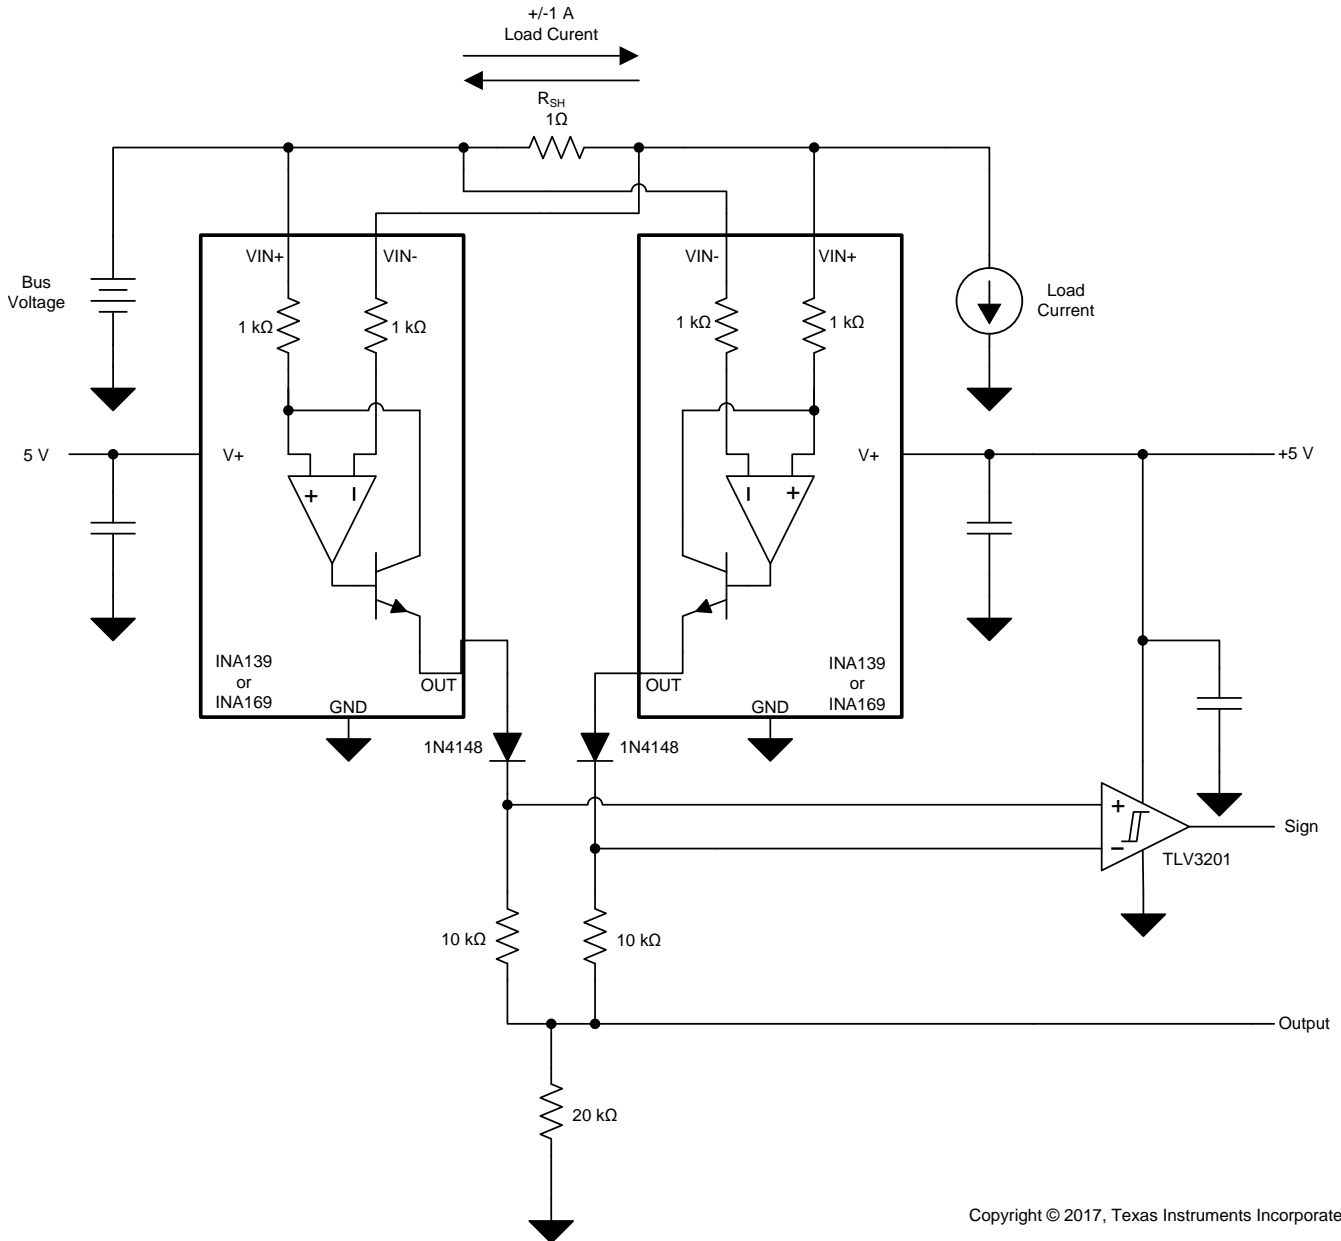 +/-1 A
Load Curent
RSH
1Ω
VIN+
VIN-
VIN-
VIN+
Bus
Voltage
Load
Current
1 kΩ
1 kΩ
1 kΩ
1 kΩ
5 V
V+
V+
+5 V
+
−
−
+
INA139
or
INA169
OUT
GND
OUT
GND
INA139
or
INA169
1N4148
1N4148
+
−
Sign
TLV3201
10 kΩ
10 kΩ
Output
20 kΩ
Copyright © 2017, Texas Instruments Incorporate